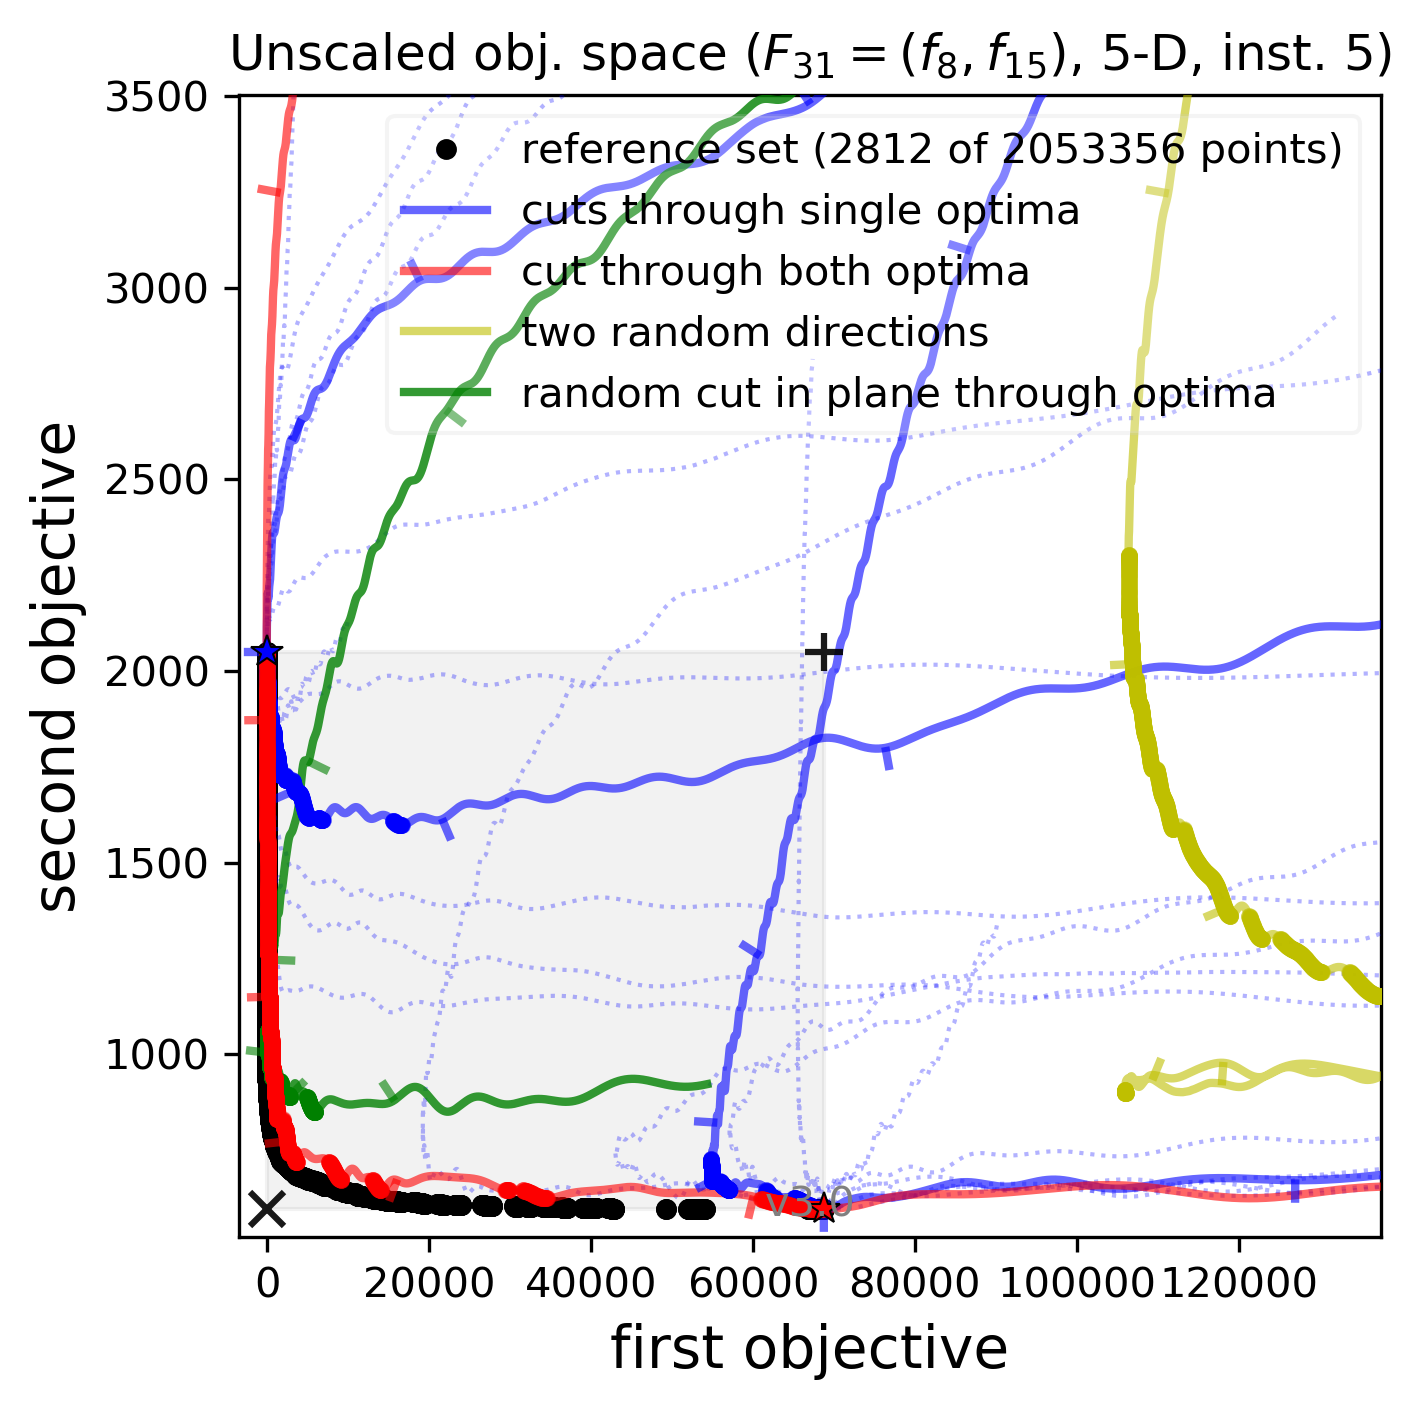 Unscaled obj. space (F₃₁ = (f₈, f₁₅), 5-D, inst. 5)
reference set (2812 of 2053356 points)
cuts through single optima
cut through both optima
two random directions
random cut in plane through optima
3500
3000
2500
2000
1500
1000
second objective
v3.0
0 20000 40000 60000 80000 100000 120000
first objective